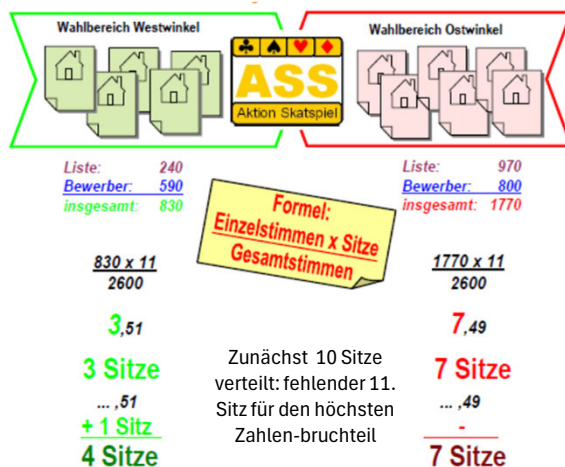 Wahlbereich Westwinkel
Wahlbereich Ostwinkel
ASS
Aktion Skatspiel
Liste: 240
Bewerber: 590
insgesamt: 830
Liste: 970
Bewerber: 800
insgesamt: 1770
Formel:
Einzelstimmen x Sitze
Gesamtstimmen
830 x 11
2600
1770 x 11
2600
3,51
7,49
3 Sitze
7 Sitze
Zunächst 10 Sitze
verteilt: fehlender 11.
Sitz für den höchsten
Zahlen-bruchteil
... ,51
+ 1 Sitz
4 Sitze
... ,49
-
7 Sitze